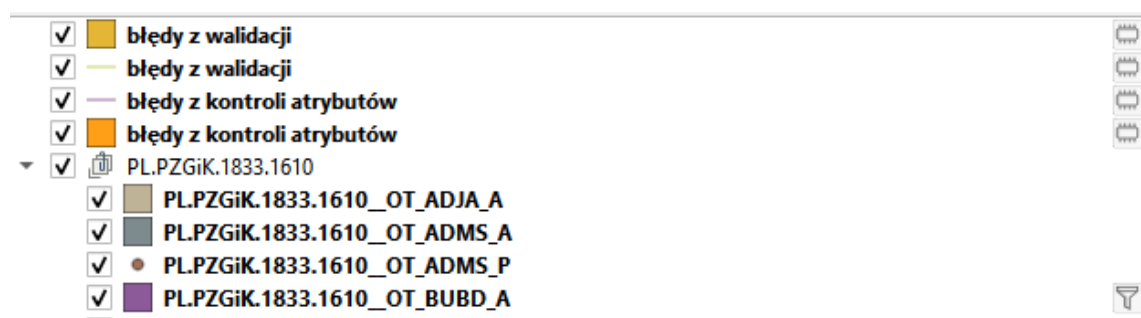 błędy z walidacji
błędy z walidacji
błędy z kontroli atrybutów
błędy z kontroli atrybutów
PL.PZGiK.1833.1610
PL.PZGiK.1833.1610__OT_ADJA_A
PL.PZGiK.1833.1610__OT_ADMS_A
PL.PZGiK.1833.1610__OT_ADMS_P
PL.PZGiK.1833.1610__OT_BUBD_A